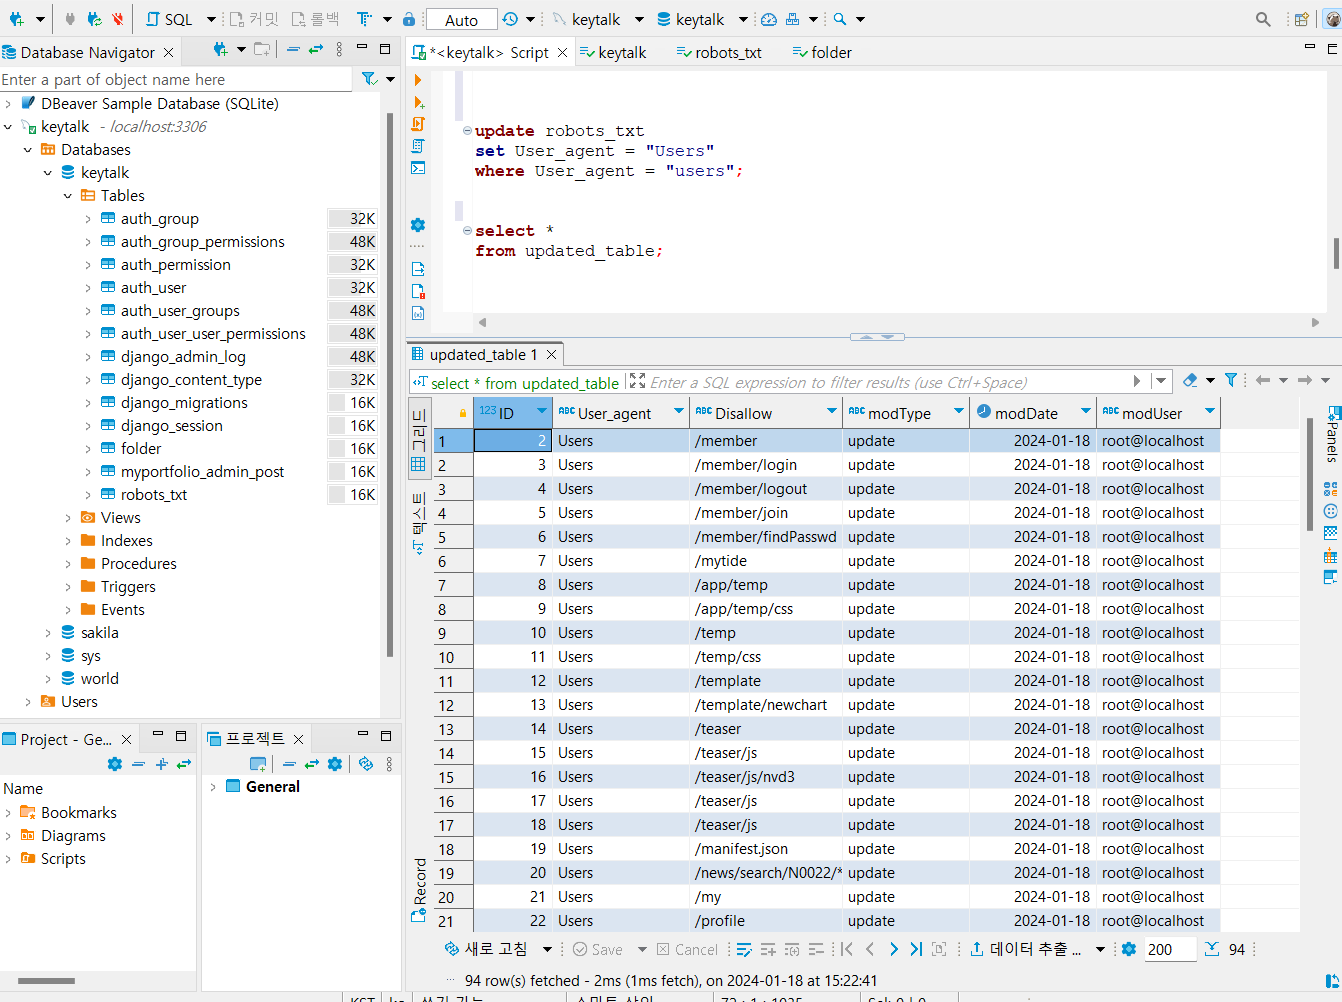 SQL 커밋 롤백 T Auto keytalk keytalk
Database Navigator
Enter a part of object name here
DBeaver Sample Database (SQLite)
keytalk - localhost:3306
Databases
keytalk
Tables
auth_group 32K
auth_group_permissions 48K
auth_permission 32K
auth_user 32K
auth_user_groups 48K
auth_user_user_permissions 48K
django_admin_log 48K
django_content_type 32K
django_migrations 16K
django_session 16K
folder 16K
myportfolio_admin_post 16K
robots_txt 16K
Views
Indexes
Procedures
Triggers
Events
sakila
sys
world
Users
Project - Ge...
Name
Bookmarks
Diagrams
Scripts
프로젝트
General
*<keytalk> Script keytalk robots_txt folder
update robots_txt
set User_agent = "Users"
where User_agent = "users";
select *
from updated_table;
updated_table 1
select * from updated_table Enter a SQL expression to filter results (use Ctrl+Space)
그리드
텍스트
Record
Panels
123 ID ABC User_agent ABC Disallow ABC modType modDate ABC modUser
1 2 Users /member update 2024-01-18 root@localhost
2 3 Users /member/login update 2024-01-18 root@localhost
3 4 Users /member/logout update 2024-01-18 root@localhost
4 5 Users /member/join update 2024-01-18 root@localhost
5 6 Users /member/findPasswd update 2024-01-18 root@localhost
6 7 Users /mytide update 2024-01-18 root@localhost
7 8 Users /app/temp update 2024-01-18 root@localhost
8 9 Users /app/temp/css update 2024-01-18 root@localhost
9 10 Users /temp update 2024-01-18 root@localhost
10 11 Users /temp/css update 2024-01-18 root@localhost
11 12 Users /template update 2024-01-18 root@localhost
12 13 Users /template/newchart update 2024-01-18 root@localhost
13 14 Users /teaser update 2024-01-18 root@localhost
14 15 Users /teaser/js update 2024-01-18 root@localhost
15 16 Users /teaser/js/nvd3 update 2024-01-18 root@localhost
16 17 Users /teaser/js update 2024-01-18 root@localhost
17 18 Users /teaser/js update 2024-01-18 root@localhost
18 19 Users /manifest.json update 2024-01-18 root@localhost
19 20 Users /news/search/N0022/* update 2024-01-18 root@localhost
20 21 Users /my update 2024-01-18 root@localhost
21 22 Users /profile update 2024-01-18 root@localhost
새로 고침 Save Cancel 데이터 추출 ... 200 94
94 row(s) fetched - 2ms (1ms fetch), on 2024-01-18 at 15:22:41